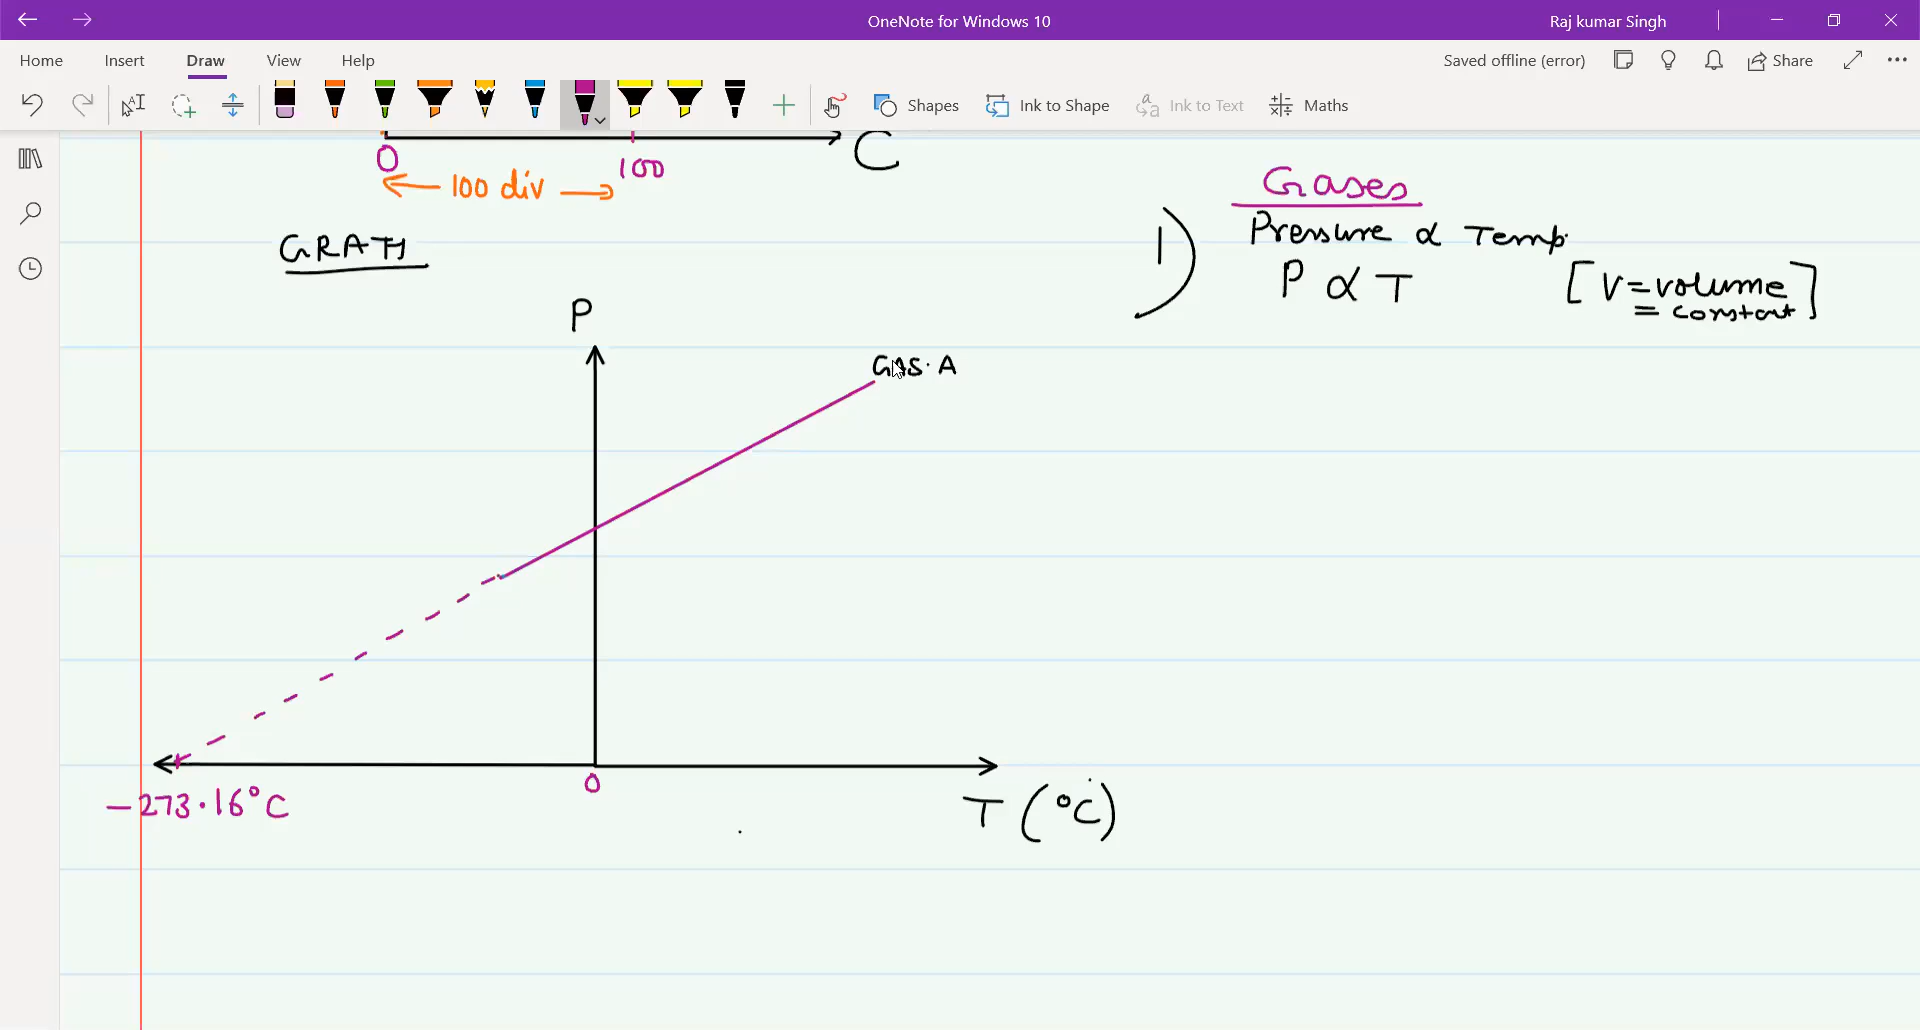 OneNote for Windows 10
Raj kumar Singh
Home Insert Draw View Help
Saved offline (error) Share
Shapes Ink to Shape Ink to Text Maths
C
0 100
100 div
Gases
1) Pressure ∝ Temp.
GRAPH
P ∝ T [V = volume
= constant]
P
GAS. A
0
-273.16°C
T (°C)